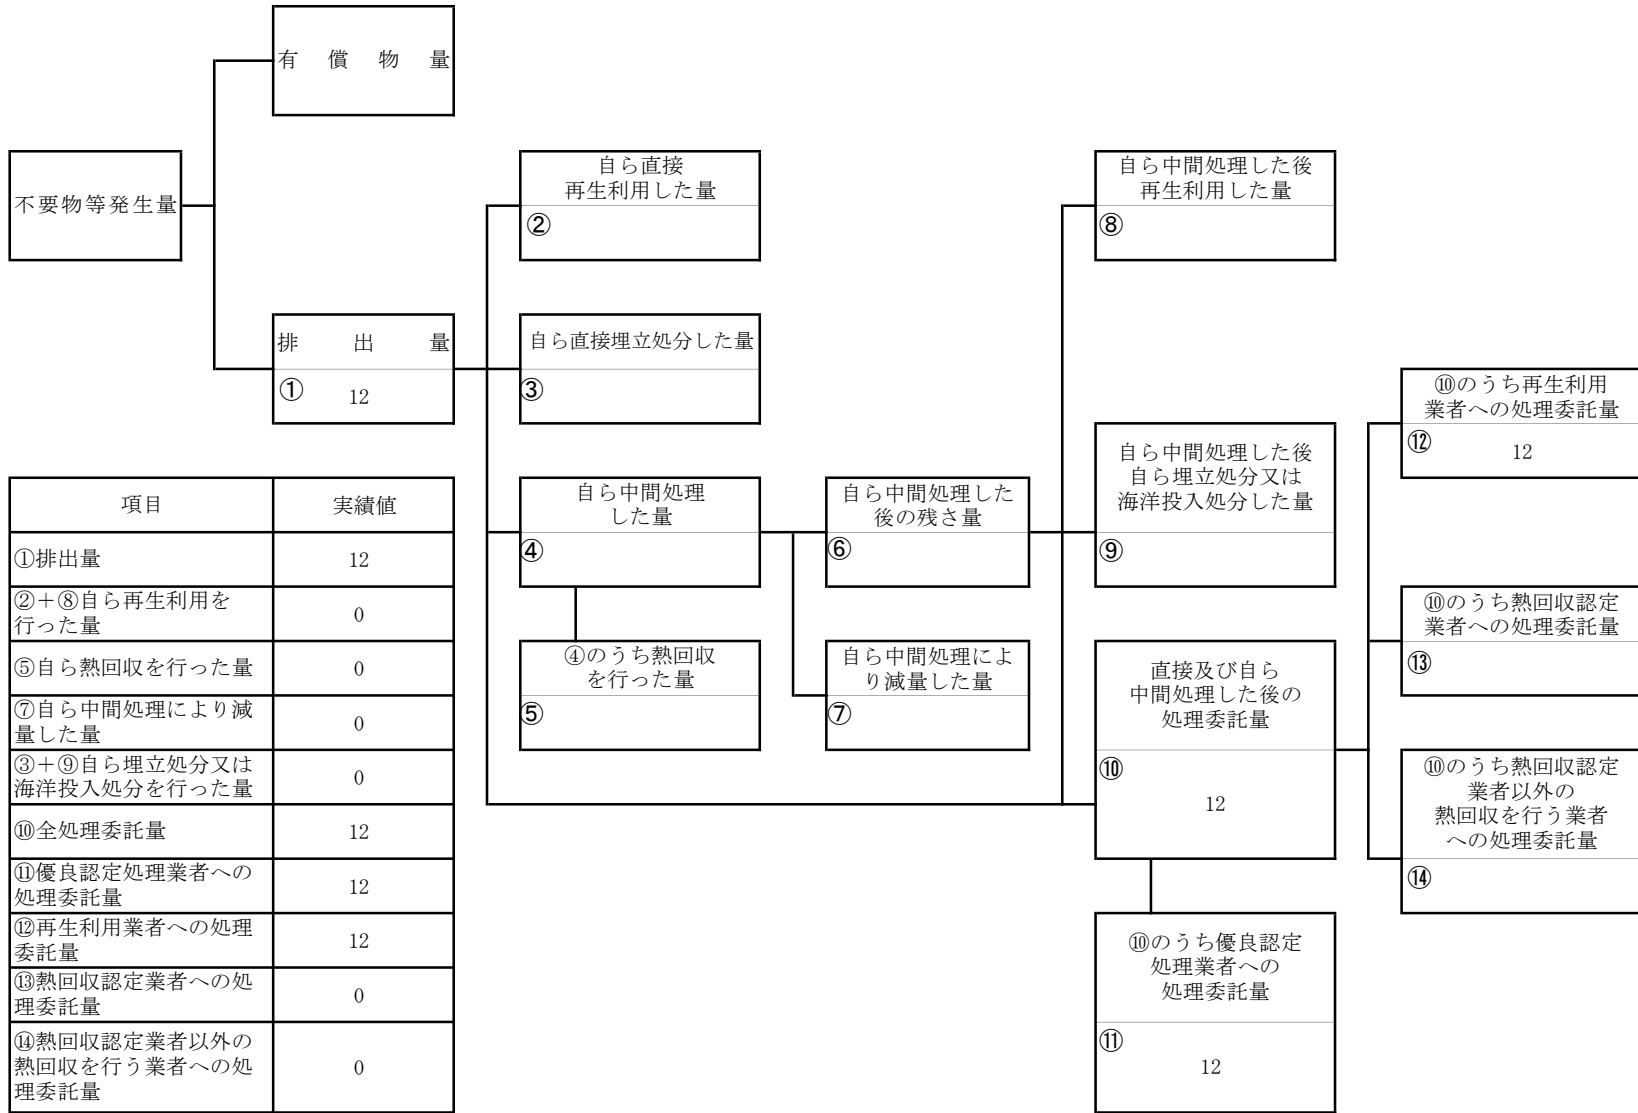 有償物量
不要物等発生量
排出量
①
12
自ら直接
再生利用した量
②
自ら直接埋立処分した量
③
自ら中間処理
した量
④
④のうち熱回収
を行った量
⑤
自ら中間処理した
後の残さ量
⑥
自ら中間処理によ
り減量した量
⑦
自ら中間処理した後
再生利用した量
⑧
自ら中間処理した後
自ら埋立処分又は
海洋投入処分した量
⑨
直接及び自ら
中間処理した後の
処理委託量
⑩
12
⑩のうち優良認定
処理業者への
処理委託量
⑪
12
⑩のうち再生利用
業者への処理委託量
⑫
12
⑩のうち熱回収認定
業者への処理委託量
⑬
⑩のうち熱回収認定
業者以外の
熱回収を行う業者
への処理委託量
⑭
項目 実績値
①排出量 12
②＋⑧自ら再生利用を
行った量 0
⑤自ら熱回収を行った量 0
⑦自ら中間処理により減
量した量 0
③＋⑨自ら埋立処分又は
海洋投入処分を行った量 0
⑩全処理委託量 12
⑪優良認定処理業者への
処理委託量 12
⑫再生利用業者への処理
委託量 12
⑬熱回収認定業者への処
理委託量 0
⑭熱回収認定業者以外の
熱回収を行う業者への処 0
理委託量